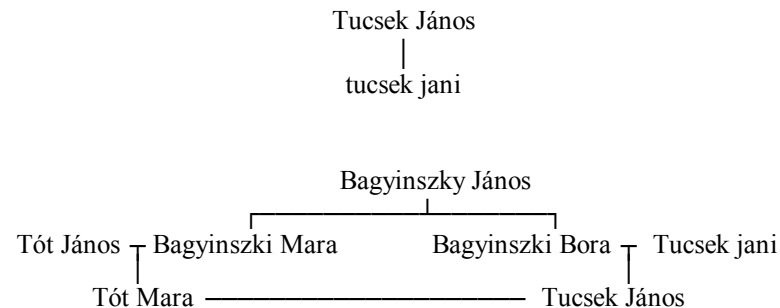 Tucsek János
tucsek jani
Bagyinszky János
Tót János Bagyinszki Mara Bagyinszki Bora Tucsek jani
Tót Mara Tucsek János